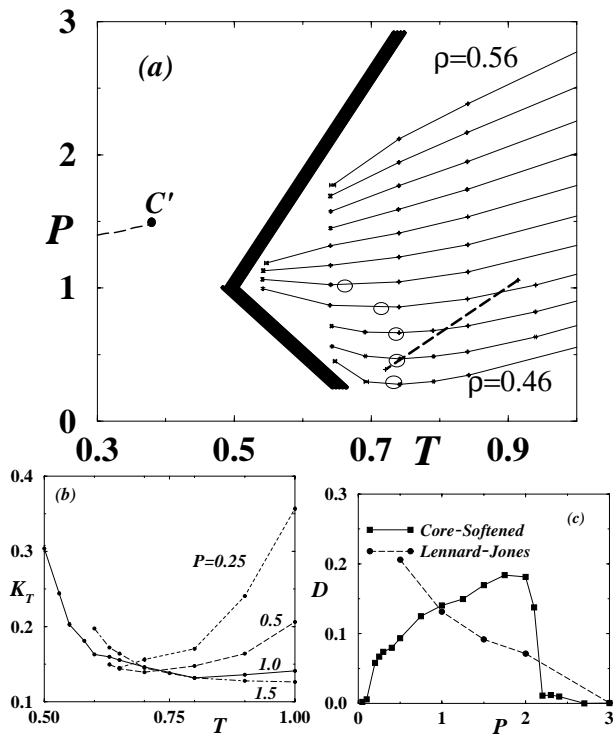 3
(a)
ρ=0.56
2
C'
P
1
ρ=0.46
0
0.3 0.5 0.7 T 0.9
0.4
(b)
0.3
P=0.25
K_T
0.2
0.5
1.0
1.5
0.1
0.50 0.75 T 1.00
0.3
(c)
Core-Softened
Lennard-Jones
D
0.2
0.1
0.0
0 1 P 2 3